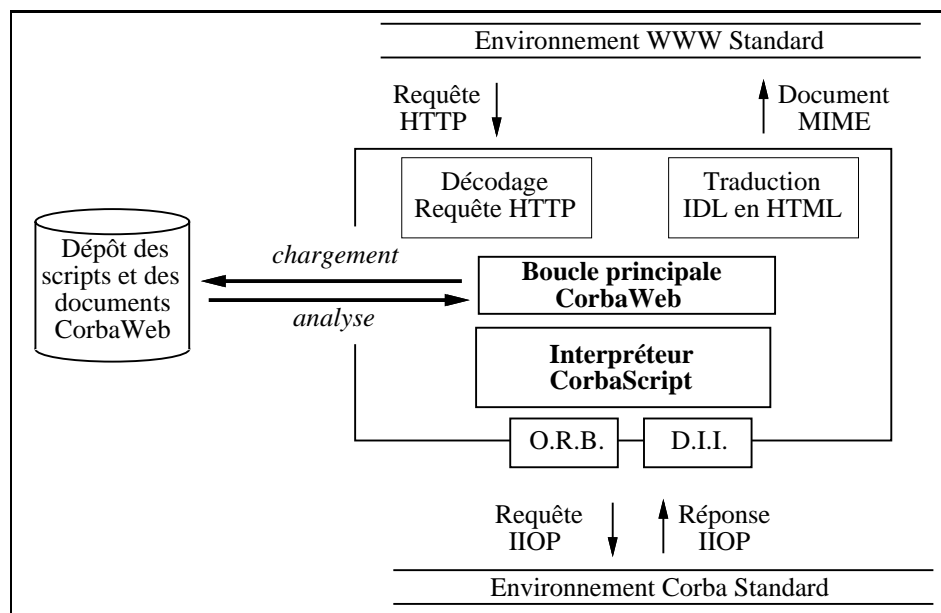 Environnement WWW Standard
Requête
HTTP
Document
MIME
Décodage
Requête HTTP
Traduction
IDL en HTML
Dépôt des
scripts et des
documents
CorbaWeb
chargement
analyse
Boucle principale
CorbaWeb
Interpréteur
CorbaScript
O.R.B.
D.I.I.
Requête
IIOP
Réponse
IIOP
Environnement Corba Standard